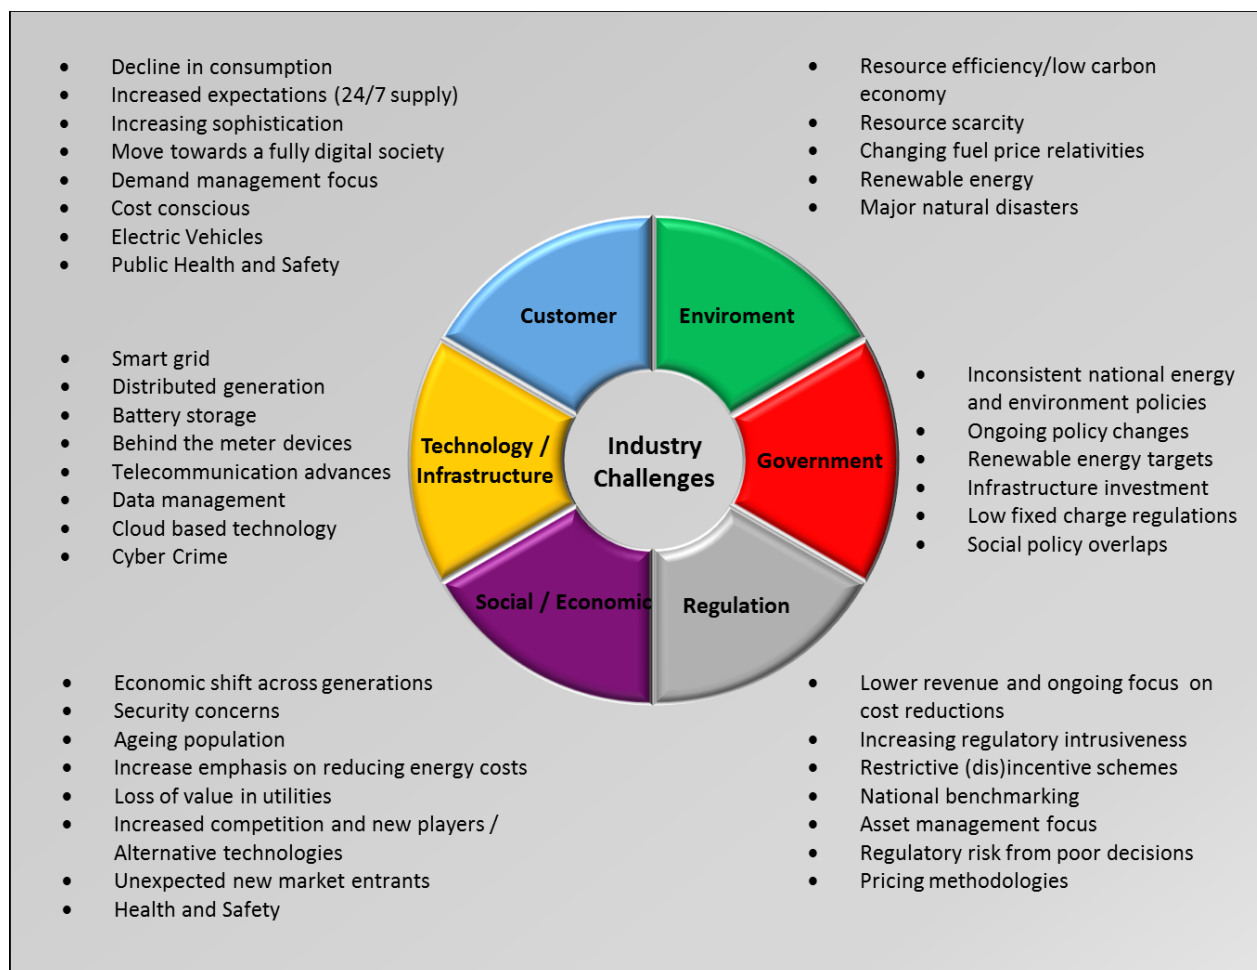 • Decline in consumption
• Increased expectations (24/7 supply)
• Increasing sophistication
• Move towards a fully digital society
• Demand management focus
• Cost conscious
• Electric Vehicles
• Public Health and Safety
• Resource efficiency/low carbon
economy
• Resource scarcity
• Changing fuel price relativities
• Renewable energy
• Major natural disasters
Customer
Enviroment
• Smart grid
• Distributed generation
• Battery storage
• Behind the meter devices
• Telecommunication advances
• Data management
• Cloud based technology
• Cyber Crime
Technology /
Infrastructure
Industry
Challenges
Government
• Inconsistent national energy
and environment policies
• Ongoing policy changes
• Renewable energy targets
• Infrastructure investment
• Low fixed charge regulations
• Social policy overlaps
Social / Economic
Regulation
• Economic shift across generations
• Security concerns
• Ageing population
• Increase emphasis on reducing energy costs
• Loss of value in utilities
• Increased competition and new players /
Alternative technologies
• Unexpected new market entrants
• Health and Safety
• Lower revenue and ongoing focus on
cost reductions
• Increasing regulatory intrusiveness
• Restrictive (dis)incentive schemes
• National benchmarking
• Asset management focus
• Regulatory risk from poor decisions
• Pricing methodologies